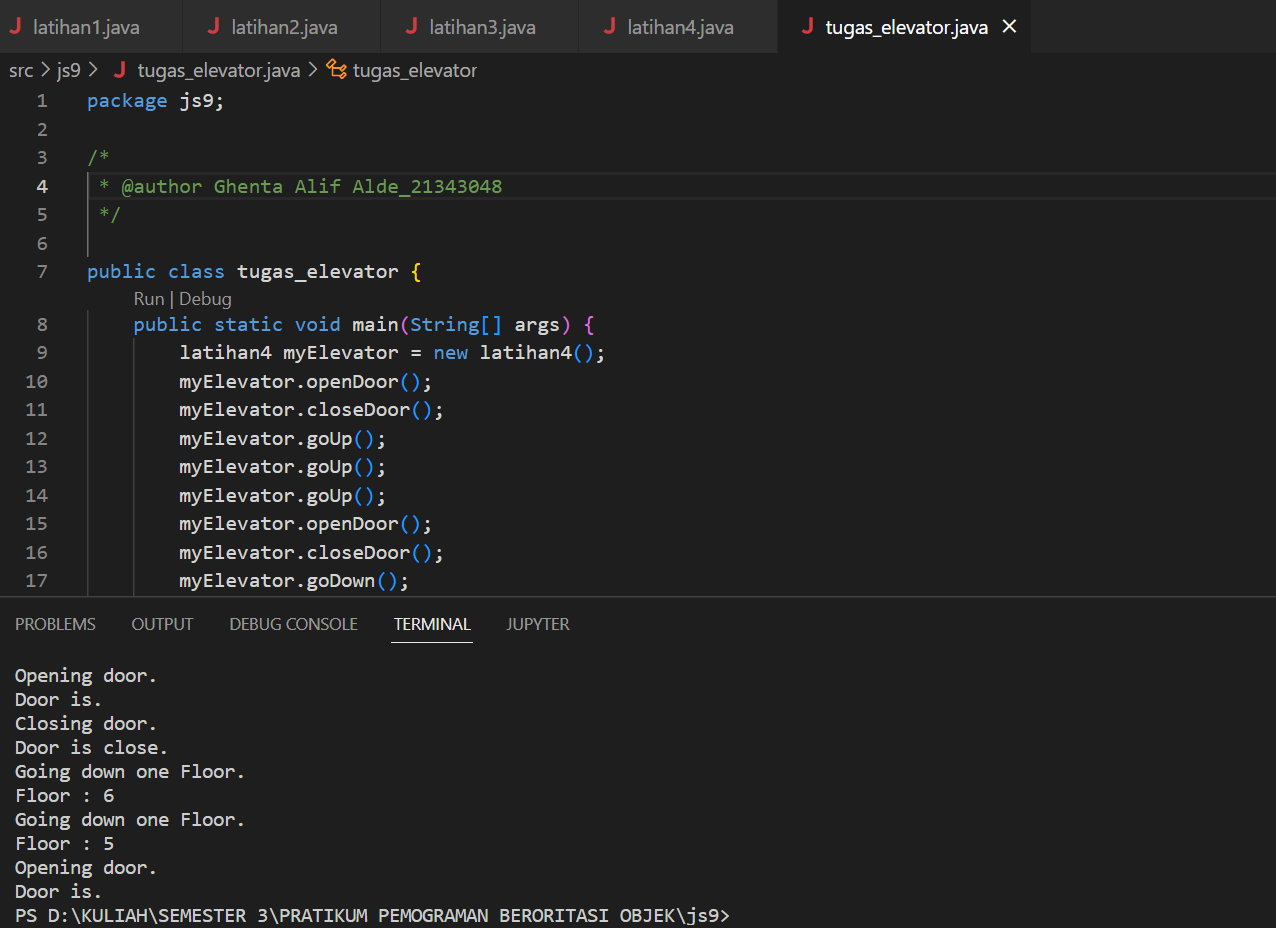 latihan1.java latihan2.java latihan3.java latihan4.java tugas_elevator.java
src > js9 > tugas_elevator.java > tugas_elevator
1 package js9;
2
3 /*
4 * @author Ghenta Alif Alde_21343048
5 */
6
7 public class tugas_elevator {
Run | Debug
8 public static void main(String[] args) {
9 latihan4 myElevator = new latihan4();
10 myElevator.openDoor();
11 myElevator.closeDoor();
12 myElevator.goUp();
13 myElevator.goUp();
14 myElevator.goUp();
15 myElevator.openDoor();
16 myElevator.closeDoor();
17 myElevator.goDown();
PROBLEMS OUTPUT DEBUG CONSOLE TERMINAL JUPYTER
Opening door.
Door is.
Closing door.
Door is close.
Going down one Floor.
Floor : 6
Going down one Floor.
Floor : 5
Opening door.
Door is.
PS D:\KULIAH\SEMESTER 3\PRATIKUM PEMOGRAMAN BERORITASI OBJEK\js9>